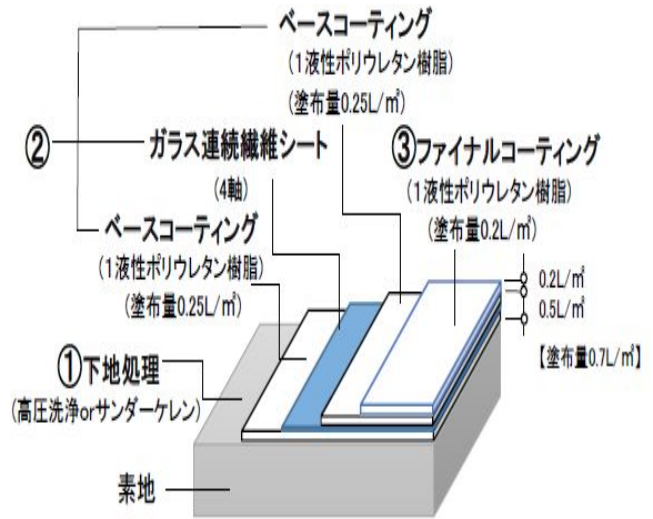 ベースコーティング
(1液性ポリウレタン樹脂)
(塗布量0.25L/㎡)
②
ガラス連続繊維シート
(4軸)
ベースコーティング
(1液性ポリウレタン樹脂)
(塗布量0.25L/㎡)
③ファイナルコーティング
(1液性ポリウレタン樹脂)
(塗布量0.2L/㎡)
0.2L/㎡
0.5L/㎡
【塗布量0.7L/㎡】
①下地処理
(高圧洗浄orサンダーケレン)
素地